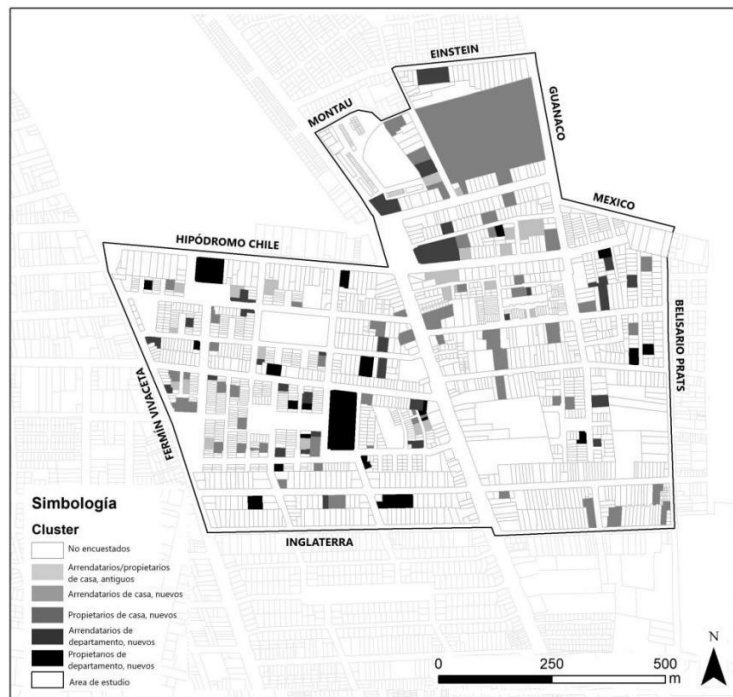 EINSTEIN
GUANACO
MONTAU
MEXICO
HIPÓDROMO CHILE
BELISARIO PRATS
FERMÍN VIVACETA
INGLATERRA
Simbología
Cluster
No encuestados
Arrendatarios/propietarios
de casa, antiguos
Arrendatarios de casa, nuevos
Propietarios de casa, nuevos
Arrendatarios de
departamento, nuevos
Propietarios de
departamento, nuevos
Area de estudio
0 250 500
m
N